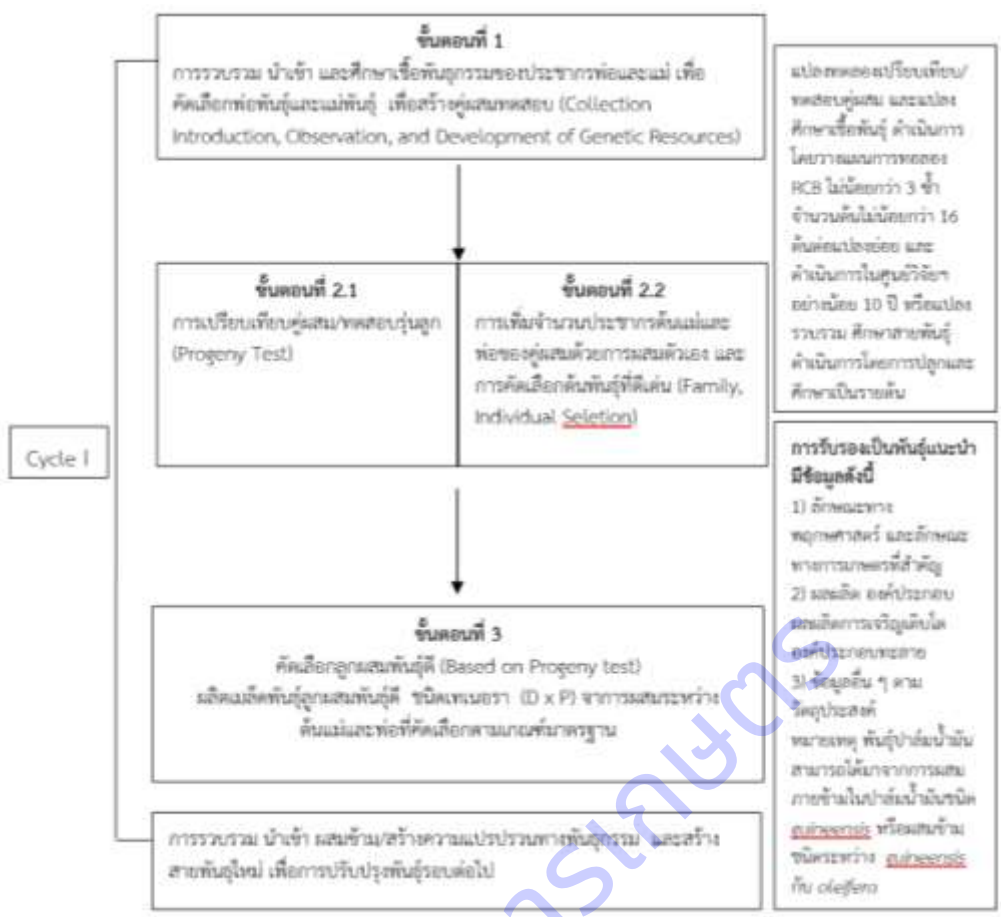 ขั้นตอนที่ 1
การรวบรวม นำเข้า และศึกษาเชื้อพันธุกรรมของประชากรพ่อและแม่ เพื่อ
คัดเลือกพ่อพันธุ์และแม่พันธุ์ เพื่อสร้างคู่ผสมทดสอบ (Collection
Introduction, Observation, and Development of Genetic Resources)
ขั้นตอนที่ 2.1
การเปรียบเทียบคู่ผสม/ทดสอบรุ่นลูก
(Progeny Test)
ขั้นตอนที่ 2.2
การเพิ่มจำนวนประชากรต้นแม่และ
พ่อของคู่ผสมด้วยการผสมตัวเอง และ
การคัดเลือกต้นพันธุ์ที่ดีเด่น (Family,
Individual Seletion)
Cycle I
ขั้นตอนที่ 3
คัดเลือกลูกผสมพันธุ์ดี (Based on Progeny test)
ผลิตเมล็ดพันธุ์ลูกผสมพันธุ์ดี ชนิดเทเนอรา (D x P) จากการผสมระหว่าง
ต้นแม่และพ่อที่คัดเลือกตามเกณฑ์มาตรฐาน
การรวบรวม นำเข้า ผสมข้าม/สร้างความแปรปรวนทางพันธุกรรม และสร้าง
สายพันธุ์ใหม่ เพื่อการปรับปรุงพันธุ์รอบต่อไป
แปลงทดลองเปรียบเทียบ/
ทดสอบคู่ผสม และแปลง
ศึกษาเชื้อพันธุ์ ดำเนินการ
โดยวางแผนการทดลอง
RCB ไม่น้อยกว่า 3 ซ้ำ
จำนวนต้นไม่น้อยกว่า 16
ต้นต่อแปลงย่อย และ
ดำเนินการในศูนย์วิจัยฯ
อย่างน้อย 10 ปี หรือแปลง
รวบรวม ศึกษาสายพันธุ์
ดำเนินการโดยการปลูกและ
ศึกษาเป็นรายต้น
การรับรองเป็นพันธุ์แนะนำ
มีข้อมูลดังนี้
1) ลักษณะทาง
พฤกษศาสตร์ และลักษณะ
ทางการเกษตรที่สำคัญ
2) ผลผลิต องค์ประกอบ
ผลผลิตการเจริญเติบโต
องค์ประกอบทะลาย
3) ข้อมูลอื่น ๆ ตาม
วัตถุประสงค์
หมายเหตุ พันธุ์ปาล์มน้ำมัน
สามารถได้มาจากการผสม
ภายข้ามในปาล์มน้ำมันชนิด
guineensis หรือผสมข้าม
ชนิดระหว่าง guineensis
กับ oleifera